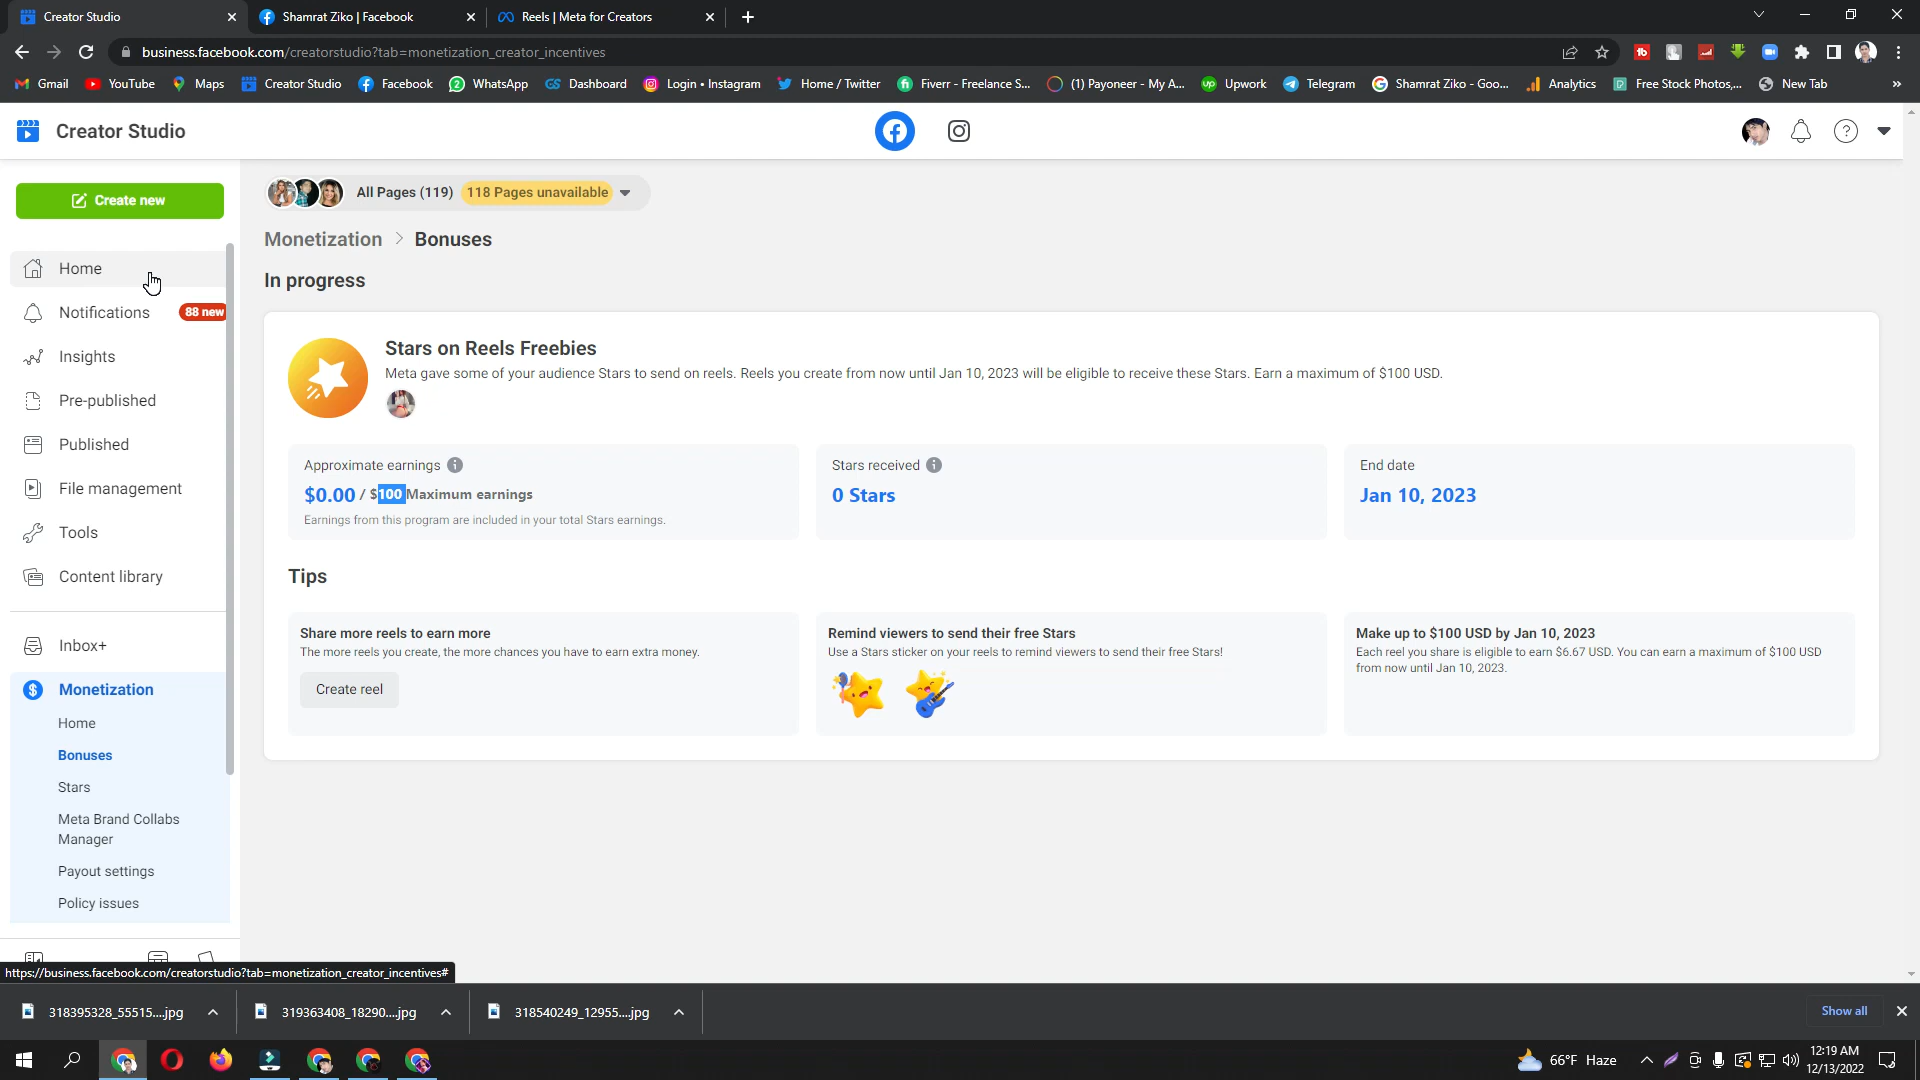 Creator Studio
Shamrat Ziko | Facebook
Reels | Meta for Creators
business.facebook.com/creatorstudio?tab=monetization_creator_incentives
Gmail
YouTube
Maps
Creator Studio
Facebook
WhatsApp
Dashboard
Login • Instagram
Home / Twitter
Fiverr - Freelance S...
(1) Payoneer - My A...
Upwork
Telegram
Shamrat Ziko - Goo...
Analytics
Free Stock Photos,...
New Tab
»
Creator Studio
Create new
All Pages (119) 118 Pages unavailable
Monetization > Bonuses
In progress
Home
Notifications 88 new
Insights
Pre-published
Published
File management
Tools
Content library
Inbox+
Monetization
Home
Bonuses
Stars
Meta Brand Collabs
Manager
Payout settings
Policy issues
Stars on Reels Freebies
Meta gave some of your audience Stars to send on reels. Reels you create from now until Jan 10, 2023 will be eligible to receive these Stars. Earn a maximum of $100 USD.
Approximate earnings
$0.00 / $100 Maximum earnings
Earnings from this program are included in your total Stars earnings.
Stars received
0 Stars
End date
Jan 10, 2023
Tips
Share more reels to earn more
The more reels you create, the more chances you have to earn extra money.
Create reel
Remind viewers to send their free Stars
Use a Stars sticker on your reels to remind viewers to send their free Stars!
Make up to $100 USD by Jan 10, 2023
Each reel you share is eligible to earn $6.67 USD. You can earn a maximum of $100 USD
from now until Jan 10, 2023.
https://business.facebook.com/creatorstudio?tab=monetization_creator_incentives#
318395328_55515....jpg
319363408_18290....jpg
318540249_12955....jpg
Show all
66°F Haze
12:19 AM
12/13/2022